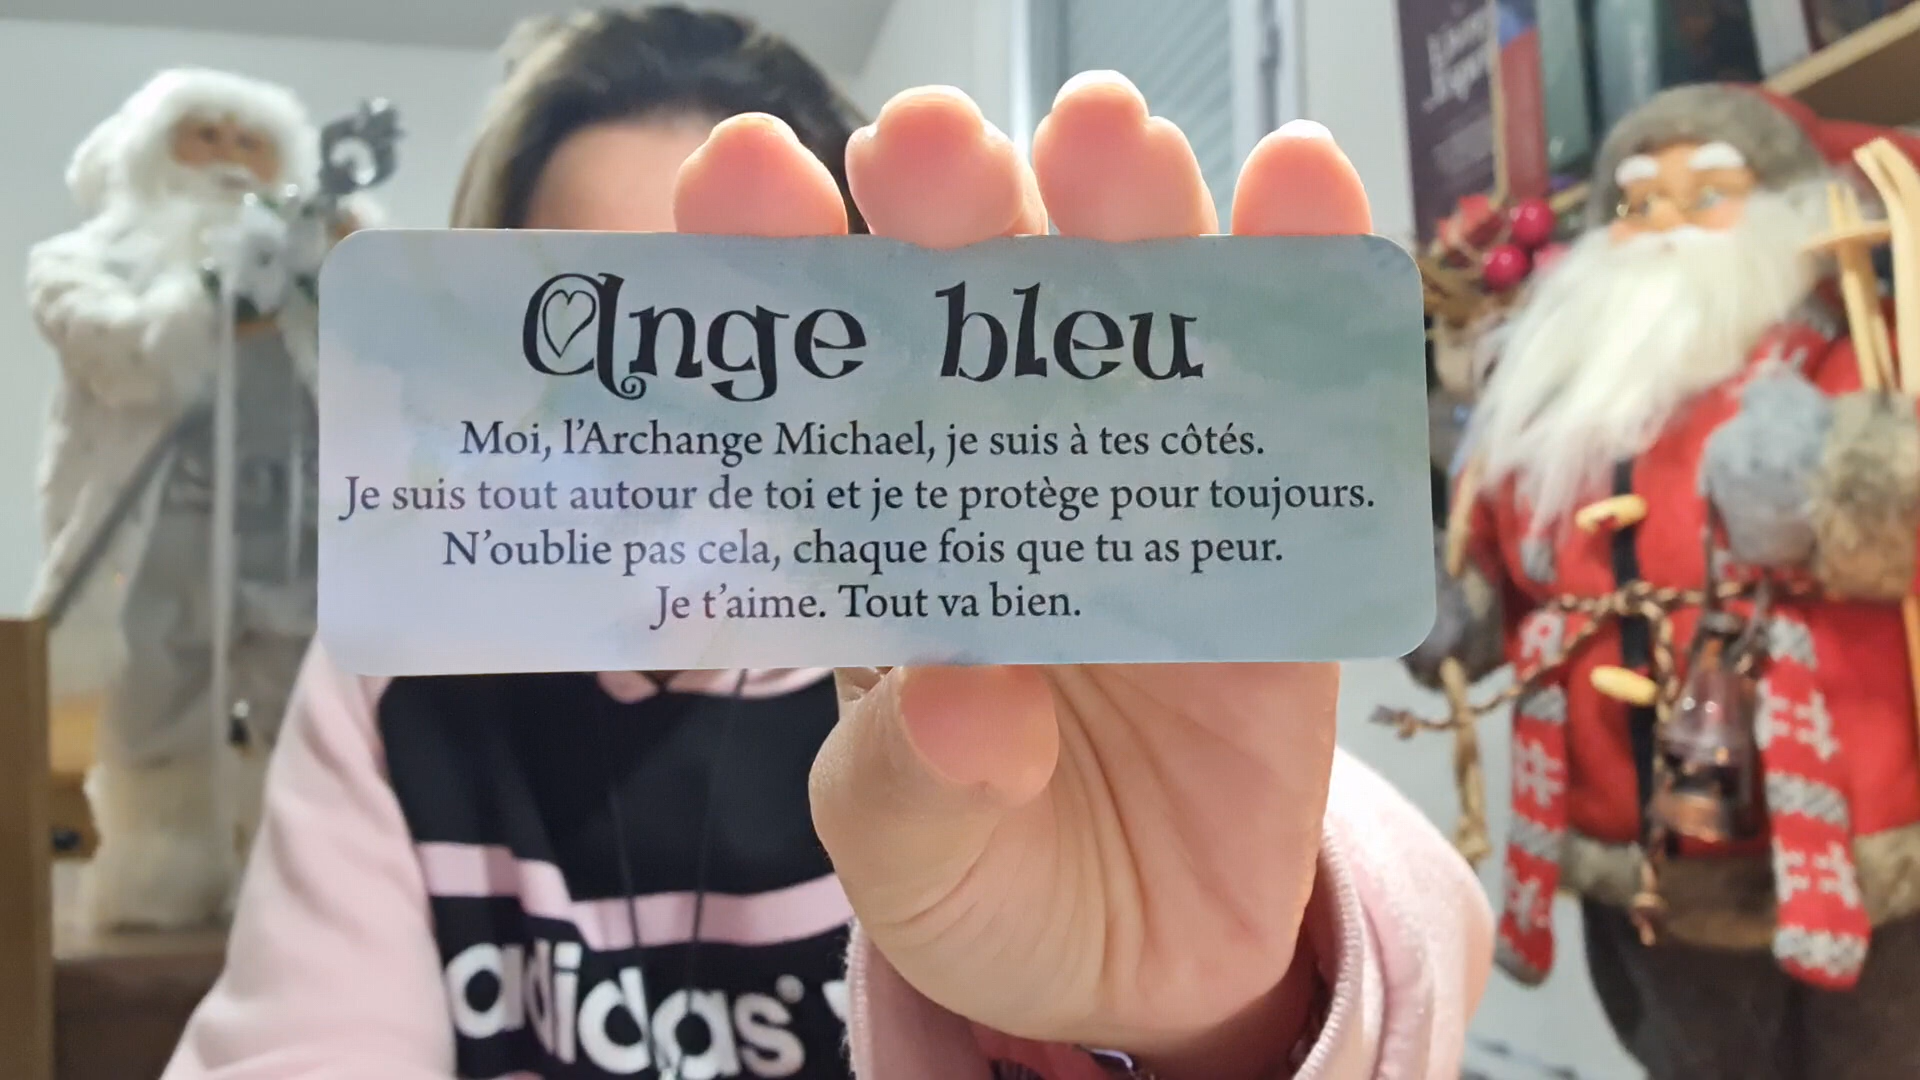 Ange bleu
Moi, l'Archange Michael, je suis à tes côtés.
Je suis tout autour de toi et je te protège pour toujours.
N'oublie pas cela, chaque fois que tu as peur.
Je t'aime. Tout va bien.
adidas